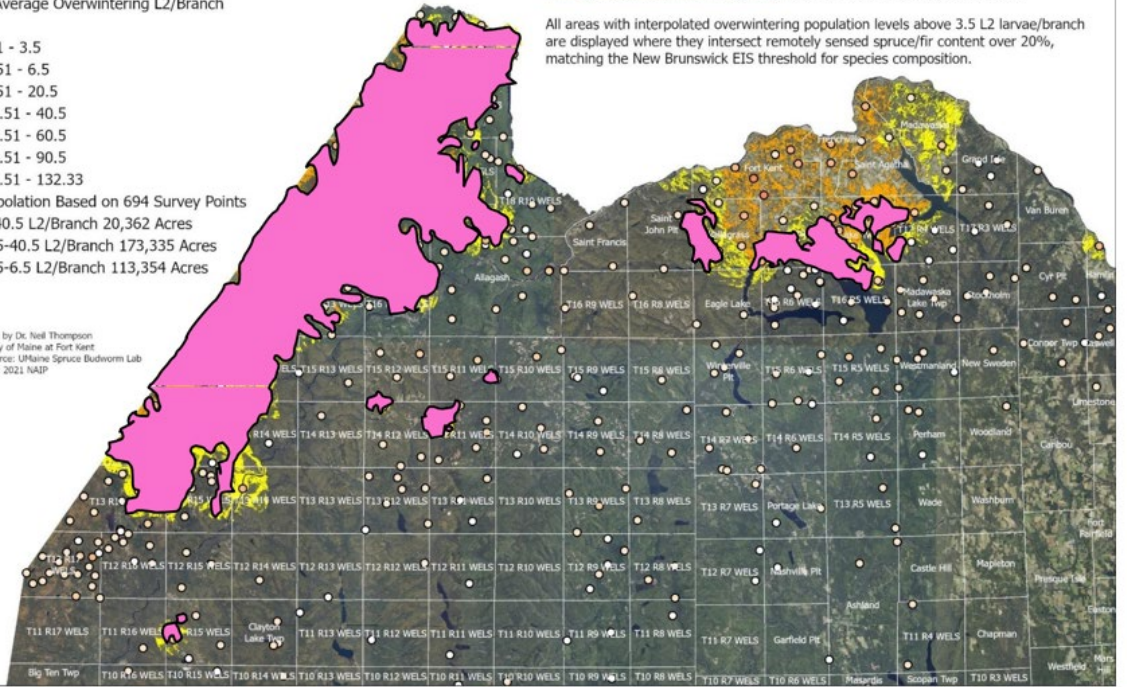 Average Overwintering L2/Branch
1 - 3.5
51 - 6.5
51 - 20.5
.51 - 40.5
.51 - 60.5
.51 - 90.5
.51 - 132.33
polation Based on 694 Survey Points
40.5 L2/Branch 20,362 Acres
5-40.5 L2/Branch 173,335 Acres
5-6.5 L2/Branch 113,354 Acres
by Dr. Neil Thompson
y of Maine at Fort Kent
rce: UMaine Spruce Budworm Lab
2021 NAIP
All areas with interpolated overwintering population levels above 3.5 L2 larvae/branch
are displayed where they intersect remotely sensed spruce/fir content over 20%,
matching the New Brunswick EIS threshold for species composition.
Madawaska
Frenchville
Fort Kent
Saint Agatha
Grand Isle
T18 R10 WELS
Saint
John Plt
Van Buren
Saint Francis
T17 R4 WELS
T17 R3 WELS
Allagash
Cyr Plt
Hamlin
T16 R9 WELS
T16 R8 WELS
Eagle Lake
R6 WELS
T16 R5 WELS
Madawaska
Lake Twp
Stockholm
Connor Twp
Caswell
T15 R13 WELS
T15 R12 WELS
T15 R11 WELS
T15 R10 WELS
T15 R9 WELS
T15 R8 WELS
Winterville
Plt
T15 R6 WELS
T15 R5 WELS
Westmanland
New Sweden
Limestone
R14 WELS
T14 R13 WELS
T14 R12 WELS
R11 WELS
T14 R10 WELS
T14 R9 WELS
T14 R8 WELS
T14 R7 WELS
T14 R6 WELS
T14 R5 WELS
Perham
Woodland
Caribou
T13 R1
WELS
T13 R13 WELS
T13 R12 WELS
T13 R11 WELS
T13 R10 WELS
T13 R9 WELS
T13 R8 WELS
T13 R7 WELS
Portage Lake
T13 R5 WELS
Wade
Washburn
Fort
Fairfield
WELS
T12 R16 WELS
T12 R15 WELS
T12 R14 WELS
T12 R13 WELS
T12 R12 WELS
T12 R11 WELS
T12 R10 WELS
T12 R9 WELS
T12 R8 WELS
T12 R7 WELS
Nashville Plt
Castle Hill
Mapleton
Presque Isle
Ashland
Easton
T11 R17 WELS
T11 R16 WELS
R15 WELS
Clayton
Lake Twp
T11 R13 WELS
T11 R12 WELS
T11 R11 WELS
T11 R10 WELS
T11 R9 WELS
T11 R8 WELS
T11 R7 WELS
Garfield Plt
T11 R4 WELS
Chapman
Westfield
Mars
Hill
Big Ten Twp
T10 R16 WELS
T10 R15 WELS
T10 R14 WELS
T10 R13 WELS
T10 R12 WELS
T10 R11 WELS
T10 R10 WELS
T10 R9 WELS
T10 R8 WELS
T10 R7 WELS
T10 R6 WELS
Masardis
Scopan Twp
T10 R3 WELS